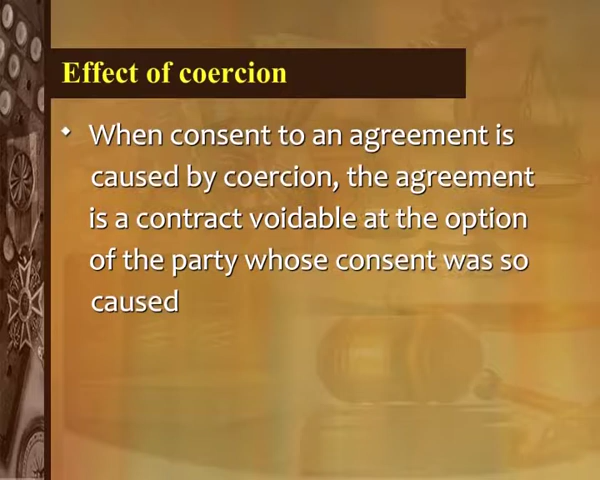 Effect of coercion
When consent to an agreement is
caused by coercion, the agreement
is a contract voidable at the option
of the party whose consent was so
caused